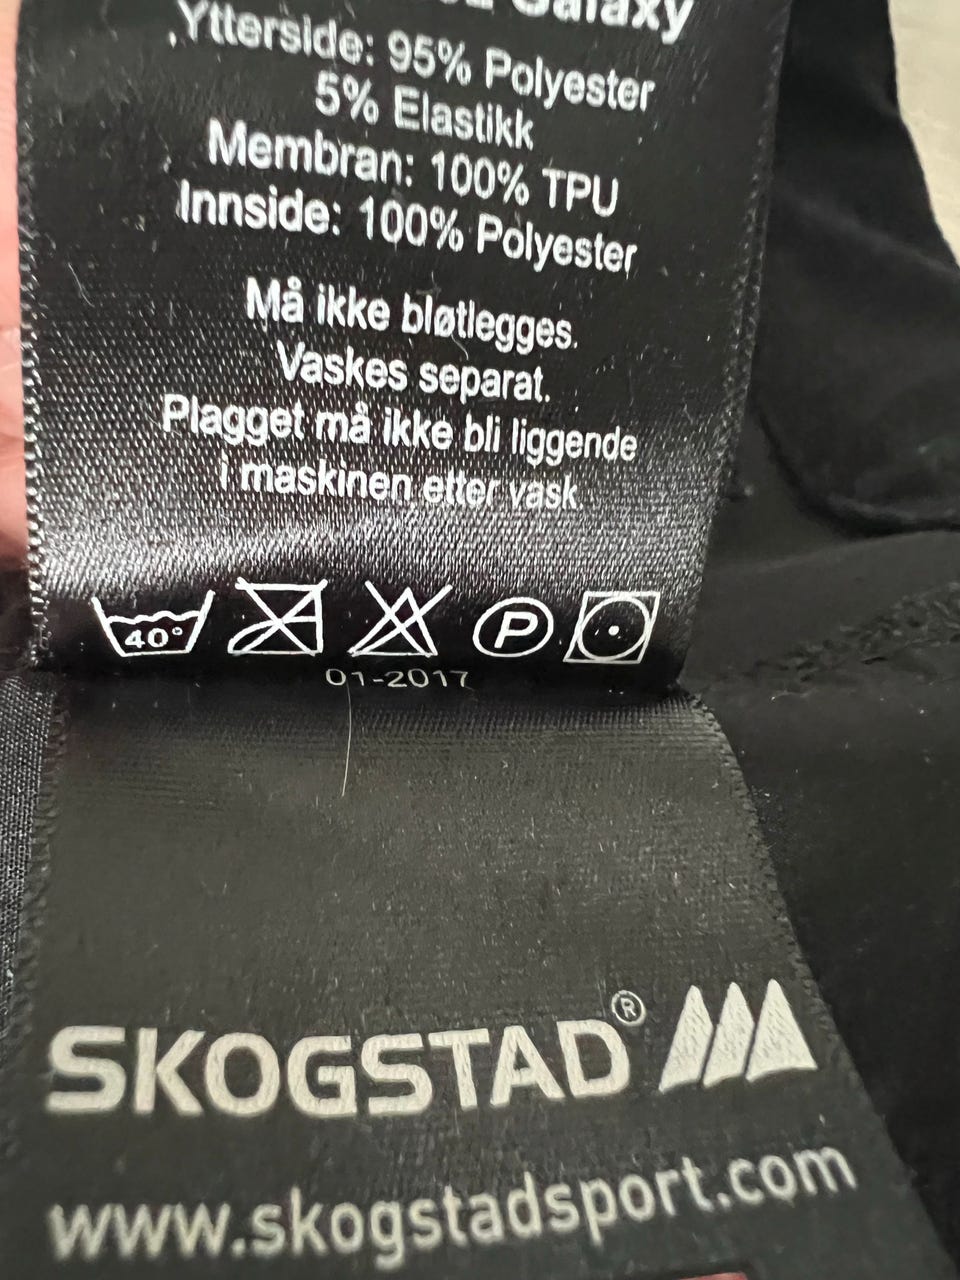 Galaxy
Ytterside: 95% Polyester
5% Elastikk
Membran: 100% TPU
Innside: 100% Polyester
Må ikke bløtlegges.
Vaskes separat.
Plagget må ikke bli liggende
i maskinen etter vask.
40°
P
01-2017
SKOGSTAD®
www.skogstadsport.com